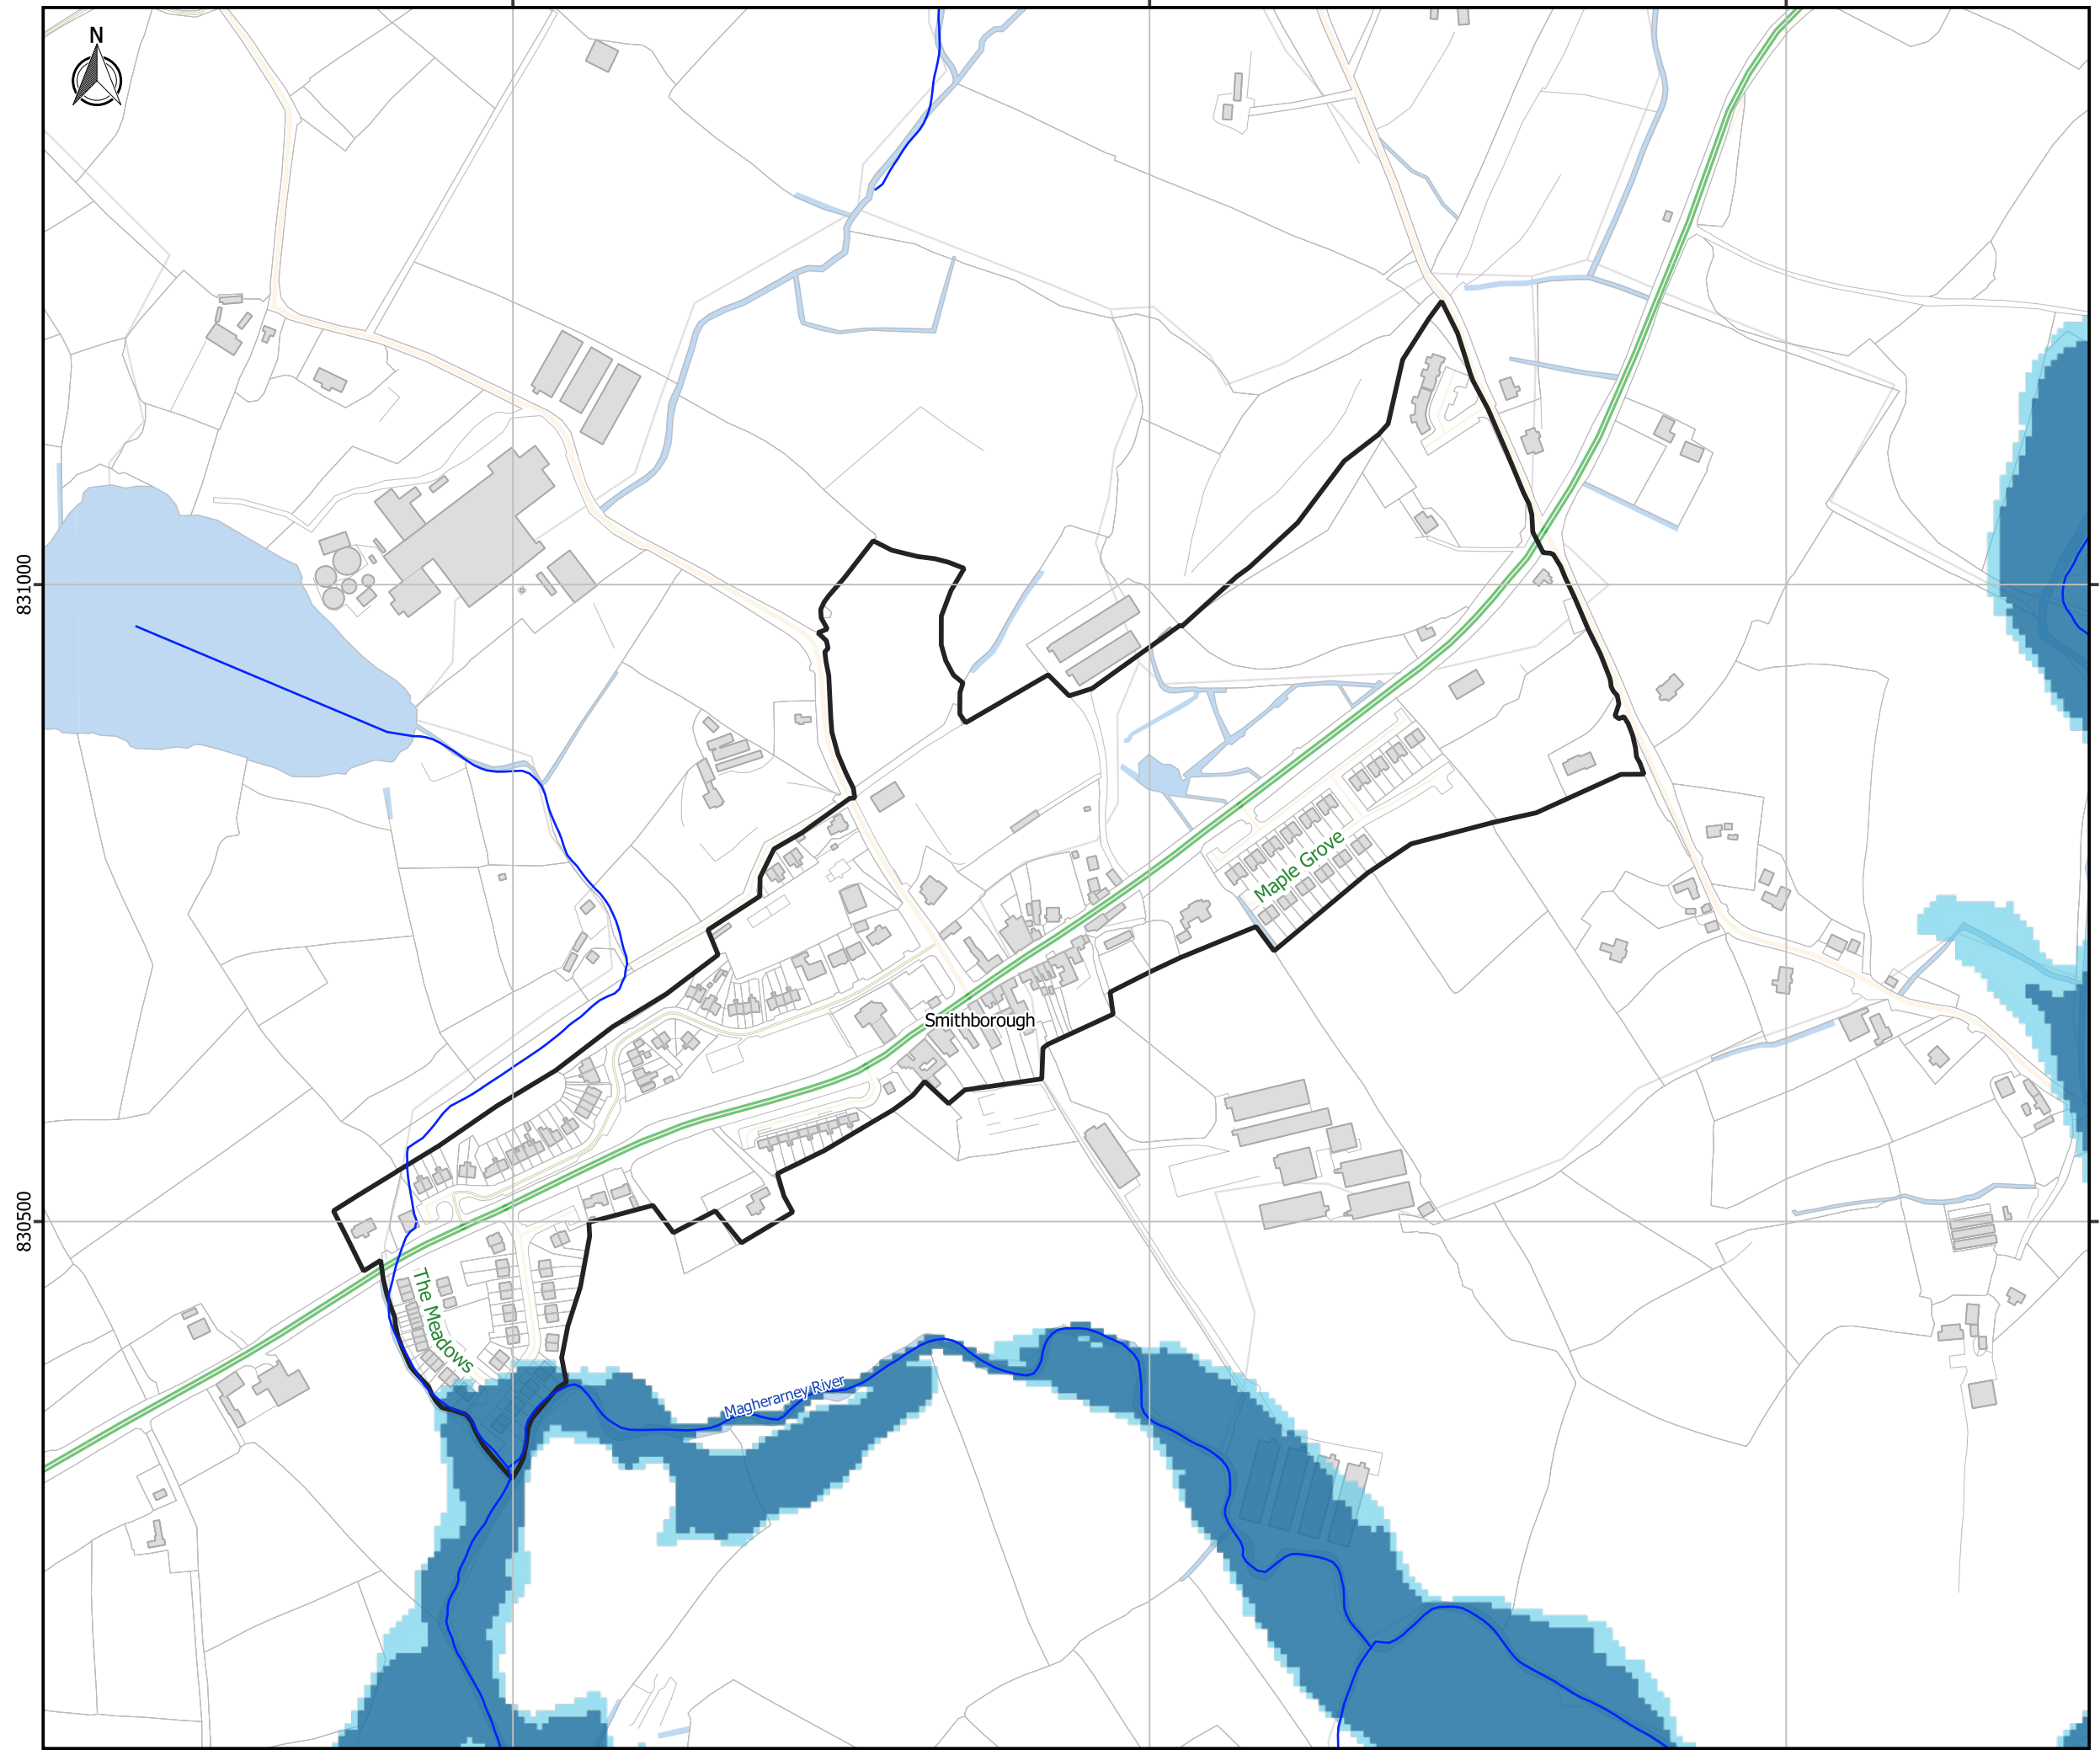 N
831000
Maple Grove
Smithborough
830500
The Meadows
Magherarney River